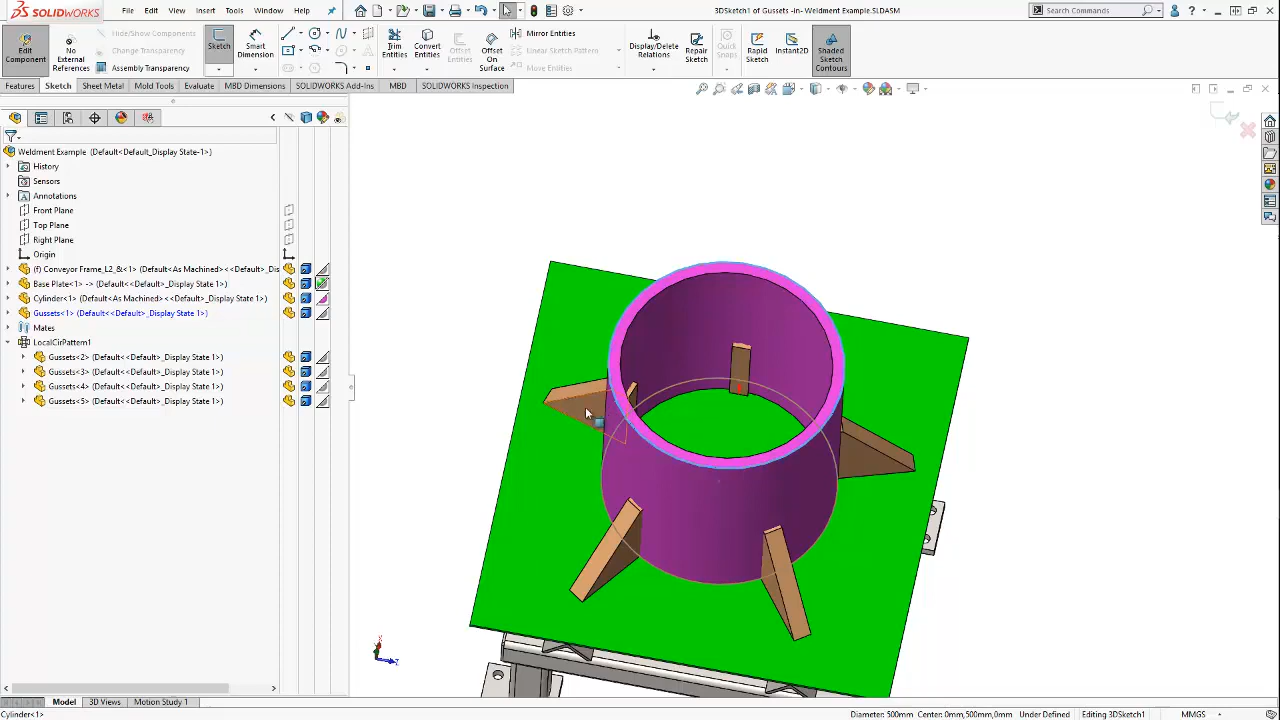 SOLIDWORKS
File
Edit
View
Insert
Tools
Window
Help
3DSketch1 of Gussets -in- Weldment Example.SLDASM
Search Commands
Edit Component
No External References
Hide/Show Components
Change Transparency
Assembly Transparency
Sketch
Smart Dimension
Trim Entities
Convert Entities
Offset Entities
Offset On Surface
Mirror Entities
Linear Sketch Pattern
Move Entities
Display/Delete Relations
Repair Sketch
Quick Snaps
Rapid Sketch
Instant2D
Shaded Sketch Contours
Features
Sketch
Sheet Metal
Mold Tools
Evaluate
MBD Dimensions
SOLIDWORKS Add-Ins
MBD
SOLIDWORKS Inspection
Weldment Example (Default<Default_Display State-1>)
History
Sensors
Annotations
Front Plane
Top Plane
Right Plane
Origin
(f) Conveyor Frame_L2_&<1> (Default<As Machined><<Default>_Dis
Base Plate<1> -> (Default<<Default>_Display State 1>)
Cylinder<1> (Default<As Machined><<Default>_Display State 1>)
Gussets<1> (Default<<Default>_Display State 1>)
Mates
LocalCirPattern1
Gussets<2> (Default<<Default>_Display State 1>)
Gussets<3> (Default<<Default>_Display State 1>)
Gussets<4> (Default<<Default>_Display State 1>)
Gussets<5> (Default<<Default>_Display State 1>)
Model
3D Views
Motion Study 1
Cylinder<1>
Diameter: 500mm
Center: 0mm,500mm,0mm
Under Defined
Editing 3DSketch1
MMGS